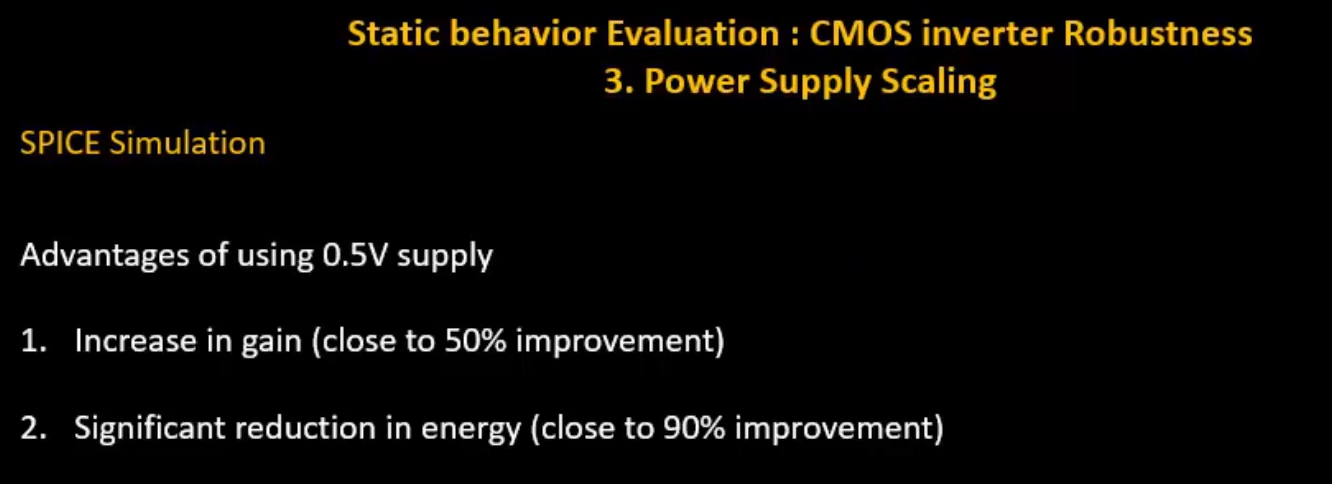 Static behavior Evaluation : CMOS inverter Robustness
3. Power Supply Scaling
SPICE Simulation
Advantages of using 0.5V supply
1. Increase in gain (close to 50% improvement)
2. Significant reduction in energy (close to 90% improvement)